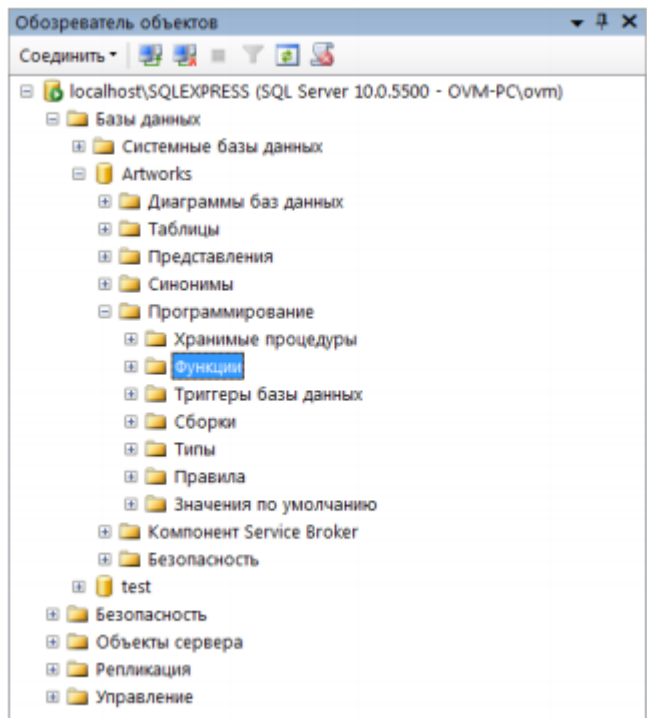 Обозреватель объектов
Соединить
localhost\SQLEXPRESS (SQL Server 10.0.5500 - OVM-PC\ovm)
Базы данных
Системные базы данных
Artworks
Диаграммы баз данных
Таблицы
Представления
Синонимы
Программирование
Хранимые процедуры
Функции
Триггеры базы данных
Сборки
Типы
Правила
Значения по умолчанию
Компонент Service Broker
Безопасность
test
Безопасность
Объекты сервера
Репликация
Управление